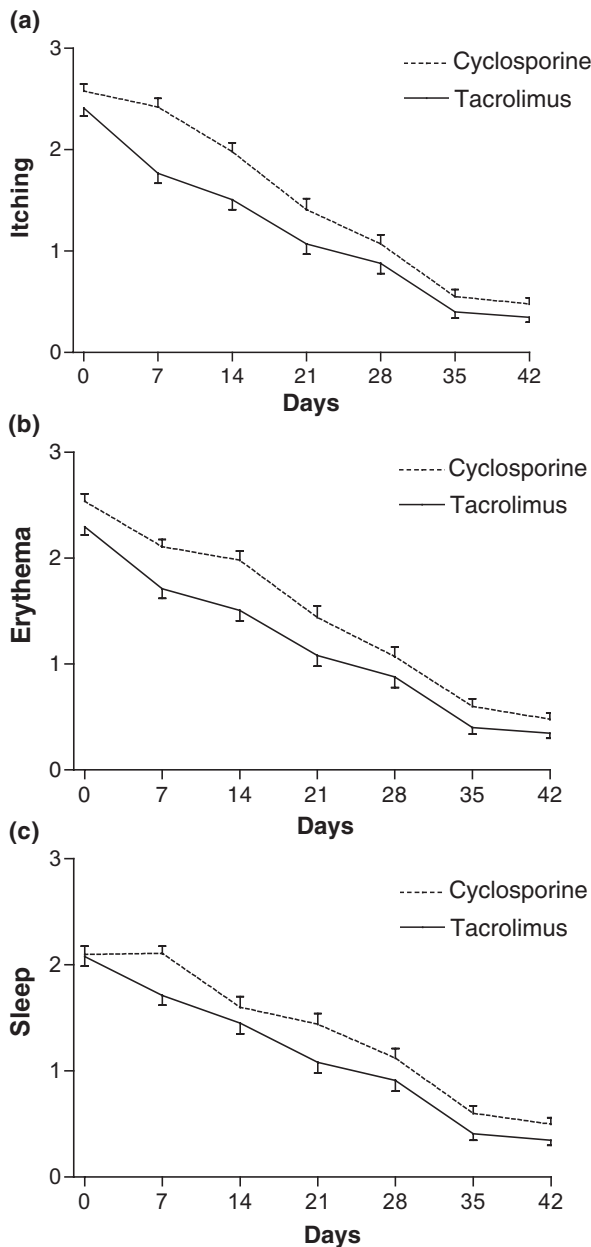 (a)
3
2
1
0
Itching
Cyclosporine
Tacrolimus
0 7 14 21 28 35 42
Days
(b)
3
2
1
0
Erythema
Cyclosporine
Tacrolimus
0 7 14 21 28 35 42
Days
(c)
3
2
1
0
Sleep
Cyclosporine
Tacrolimus
0 7 14 21 28 35 42
Days